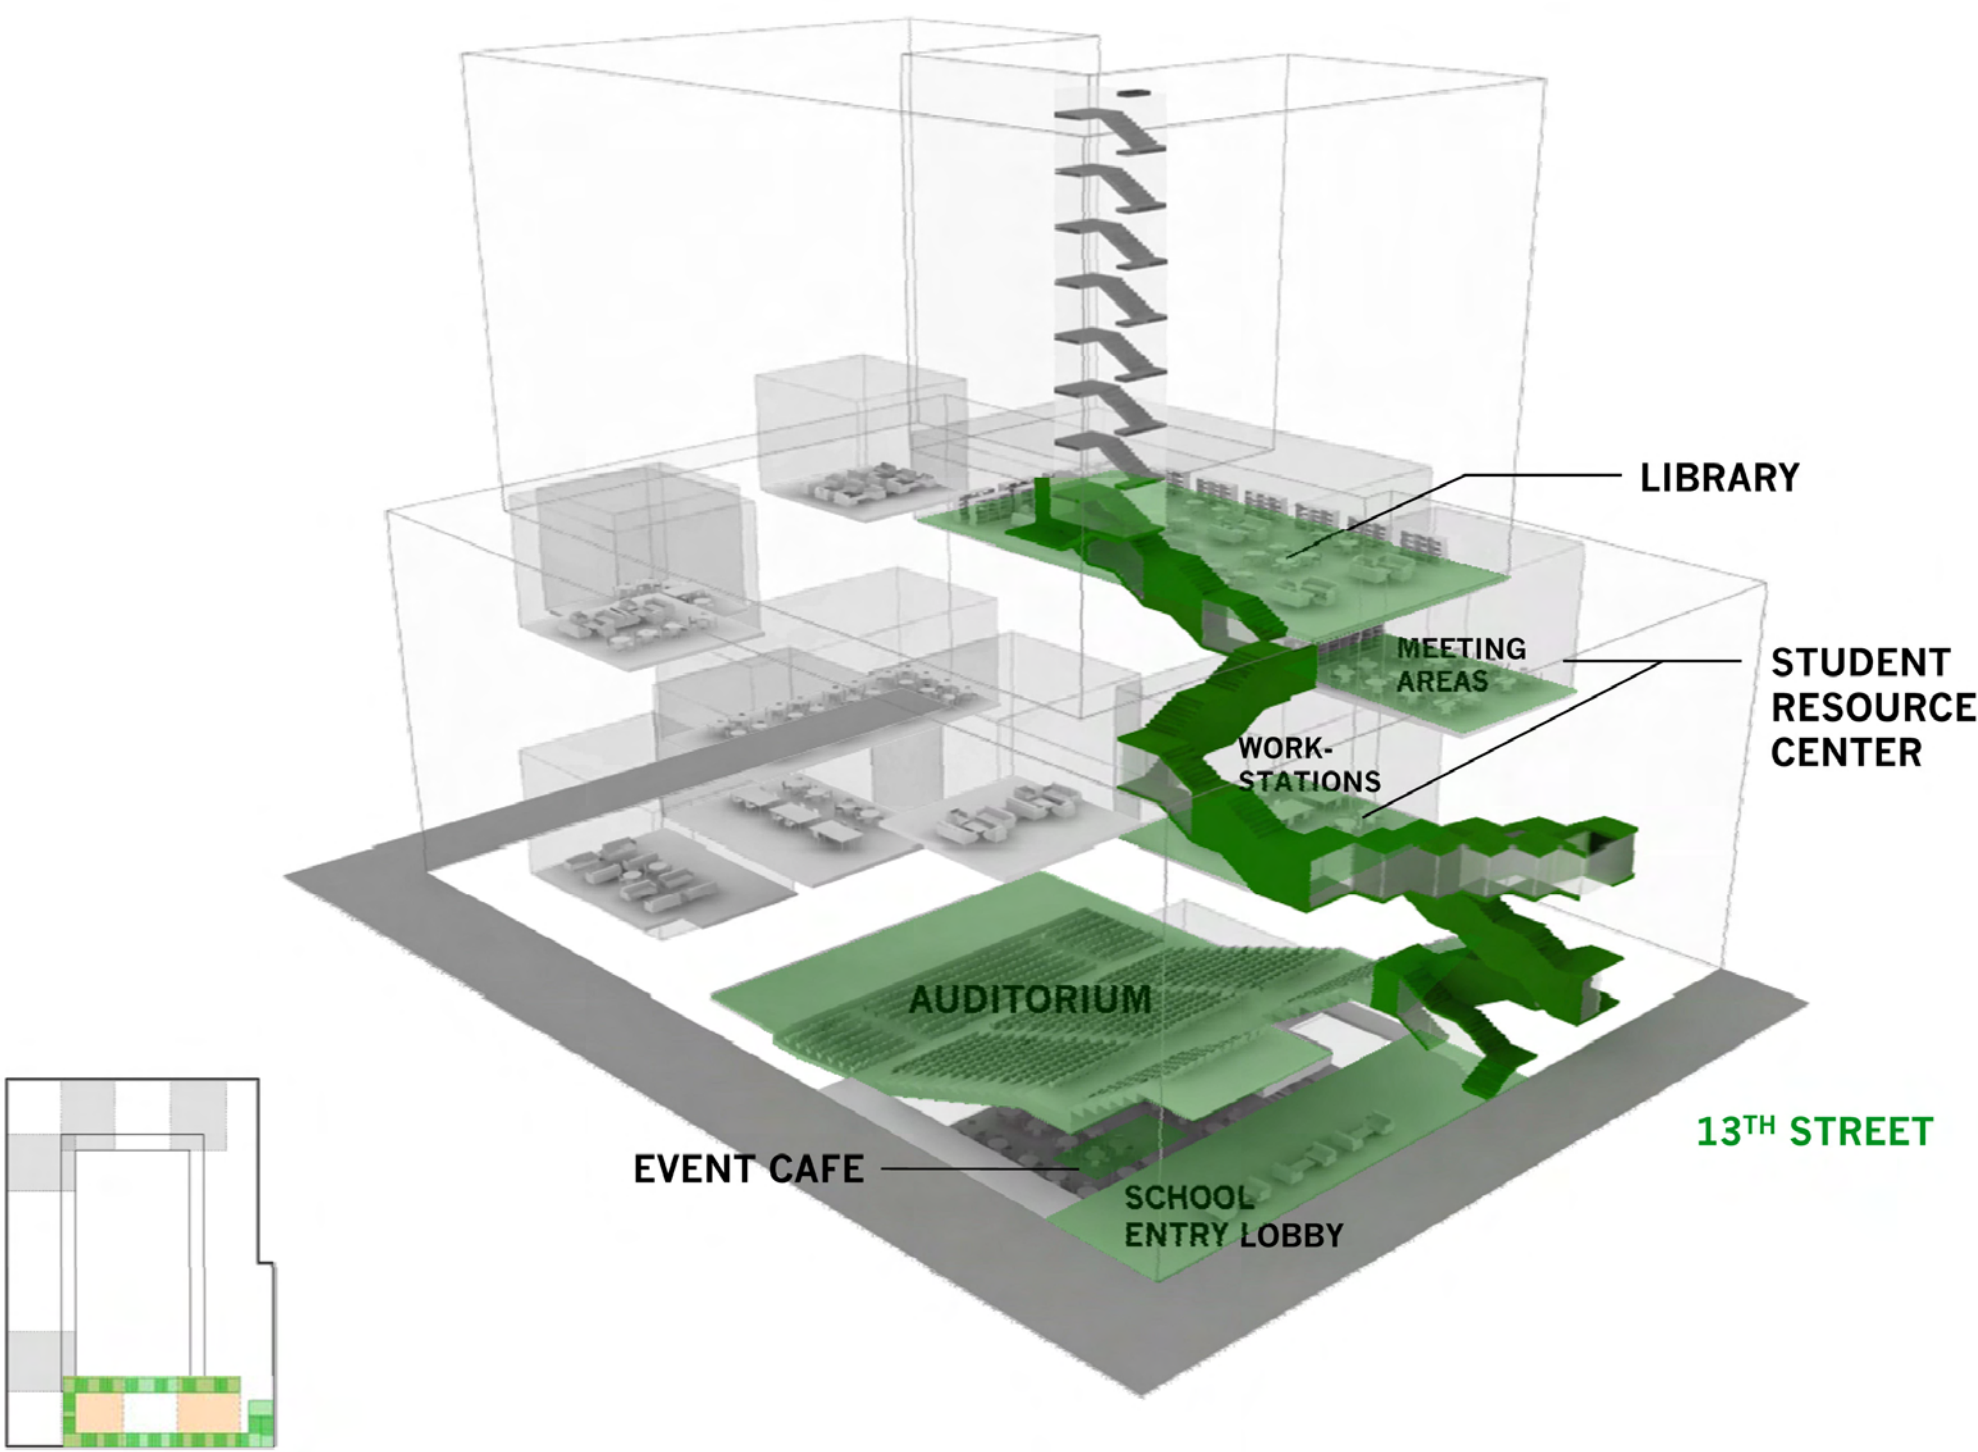 LIBRARY
MEETING
AREAS
STUDENT
RESOURCE
CENTER
WORK-
STATIONS
AUDITORIUM
13TH STREET
EVENT CAFE
SCHOOL
ENTRY LOBBY